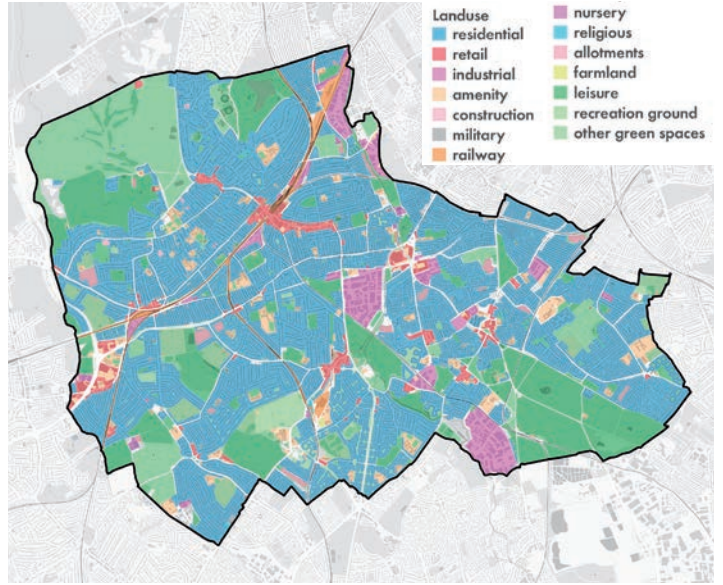 Landuse
residential
retail
industrial
amenity
construction
military
railway
nursery
religious
allotments
farmland
leisure
recreation ground
other green spaces